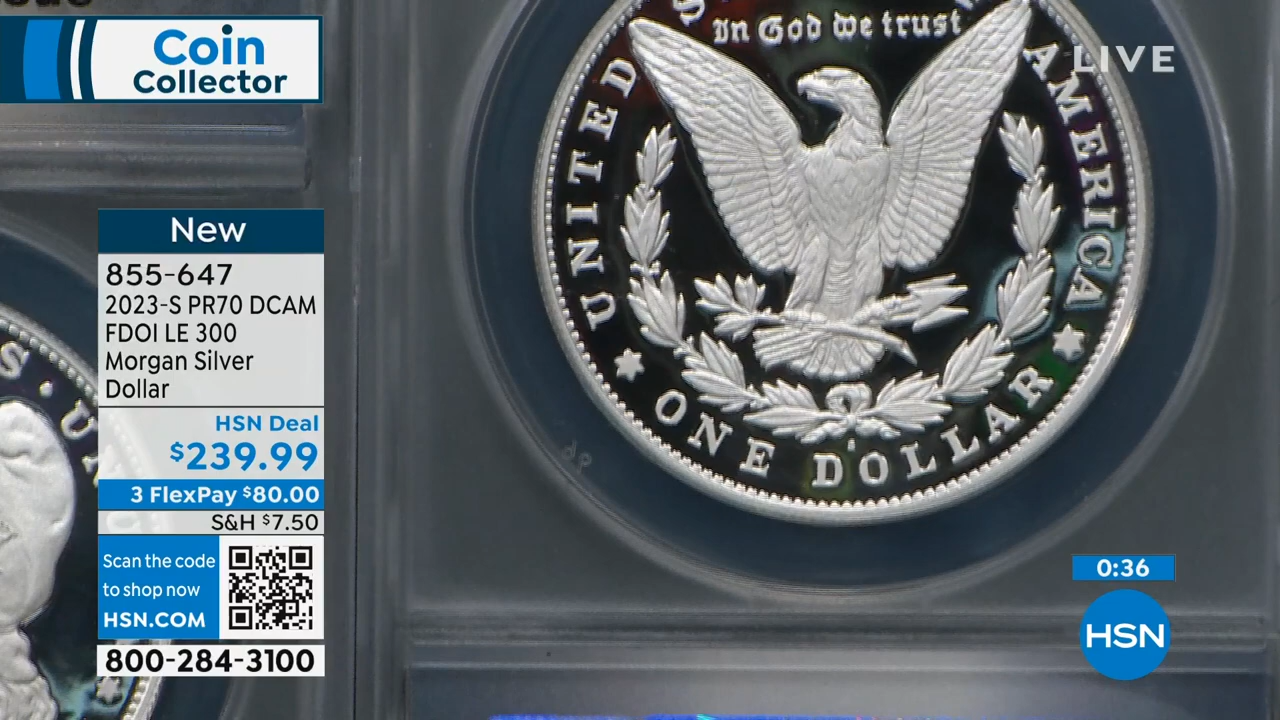 Coin
Collector
LIVE
In God we trust
UNITED S
AMERICA
ONE DOLLAR
S · U
New
855-647
2023-S PR70 DCAM
FDOI LE 300
Morgan Silver
Dollar
HSN Deal
$239.99
3 FlexPay $80.00
S&H $7.50
Scan the code
to shop now
HSN.COM
800-284-3100
0:36
HSN